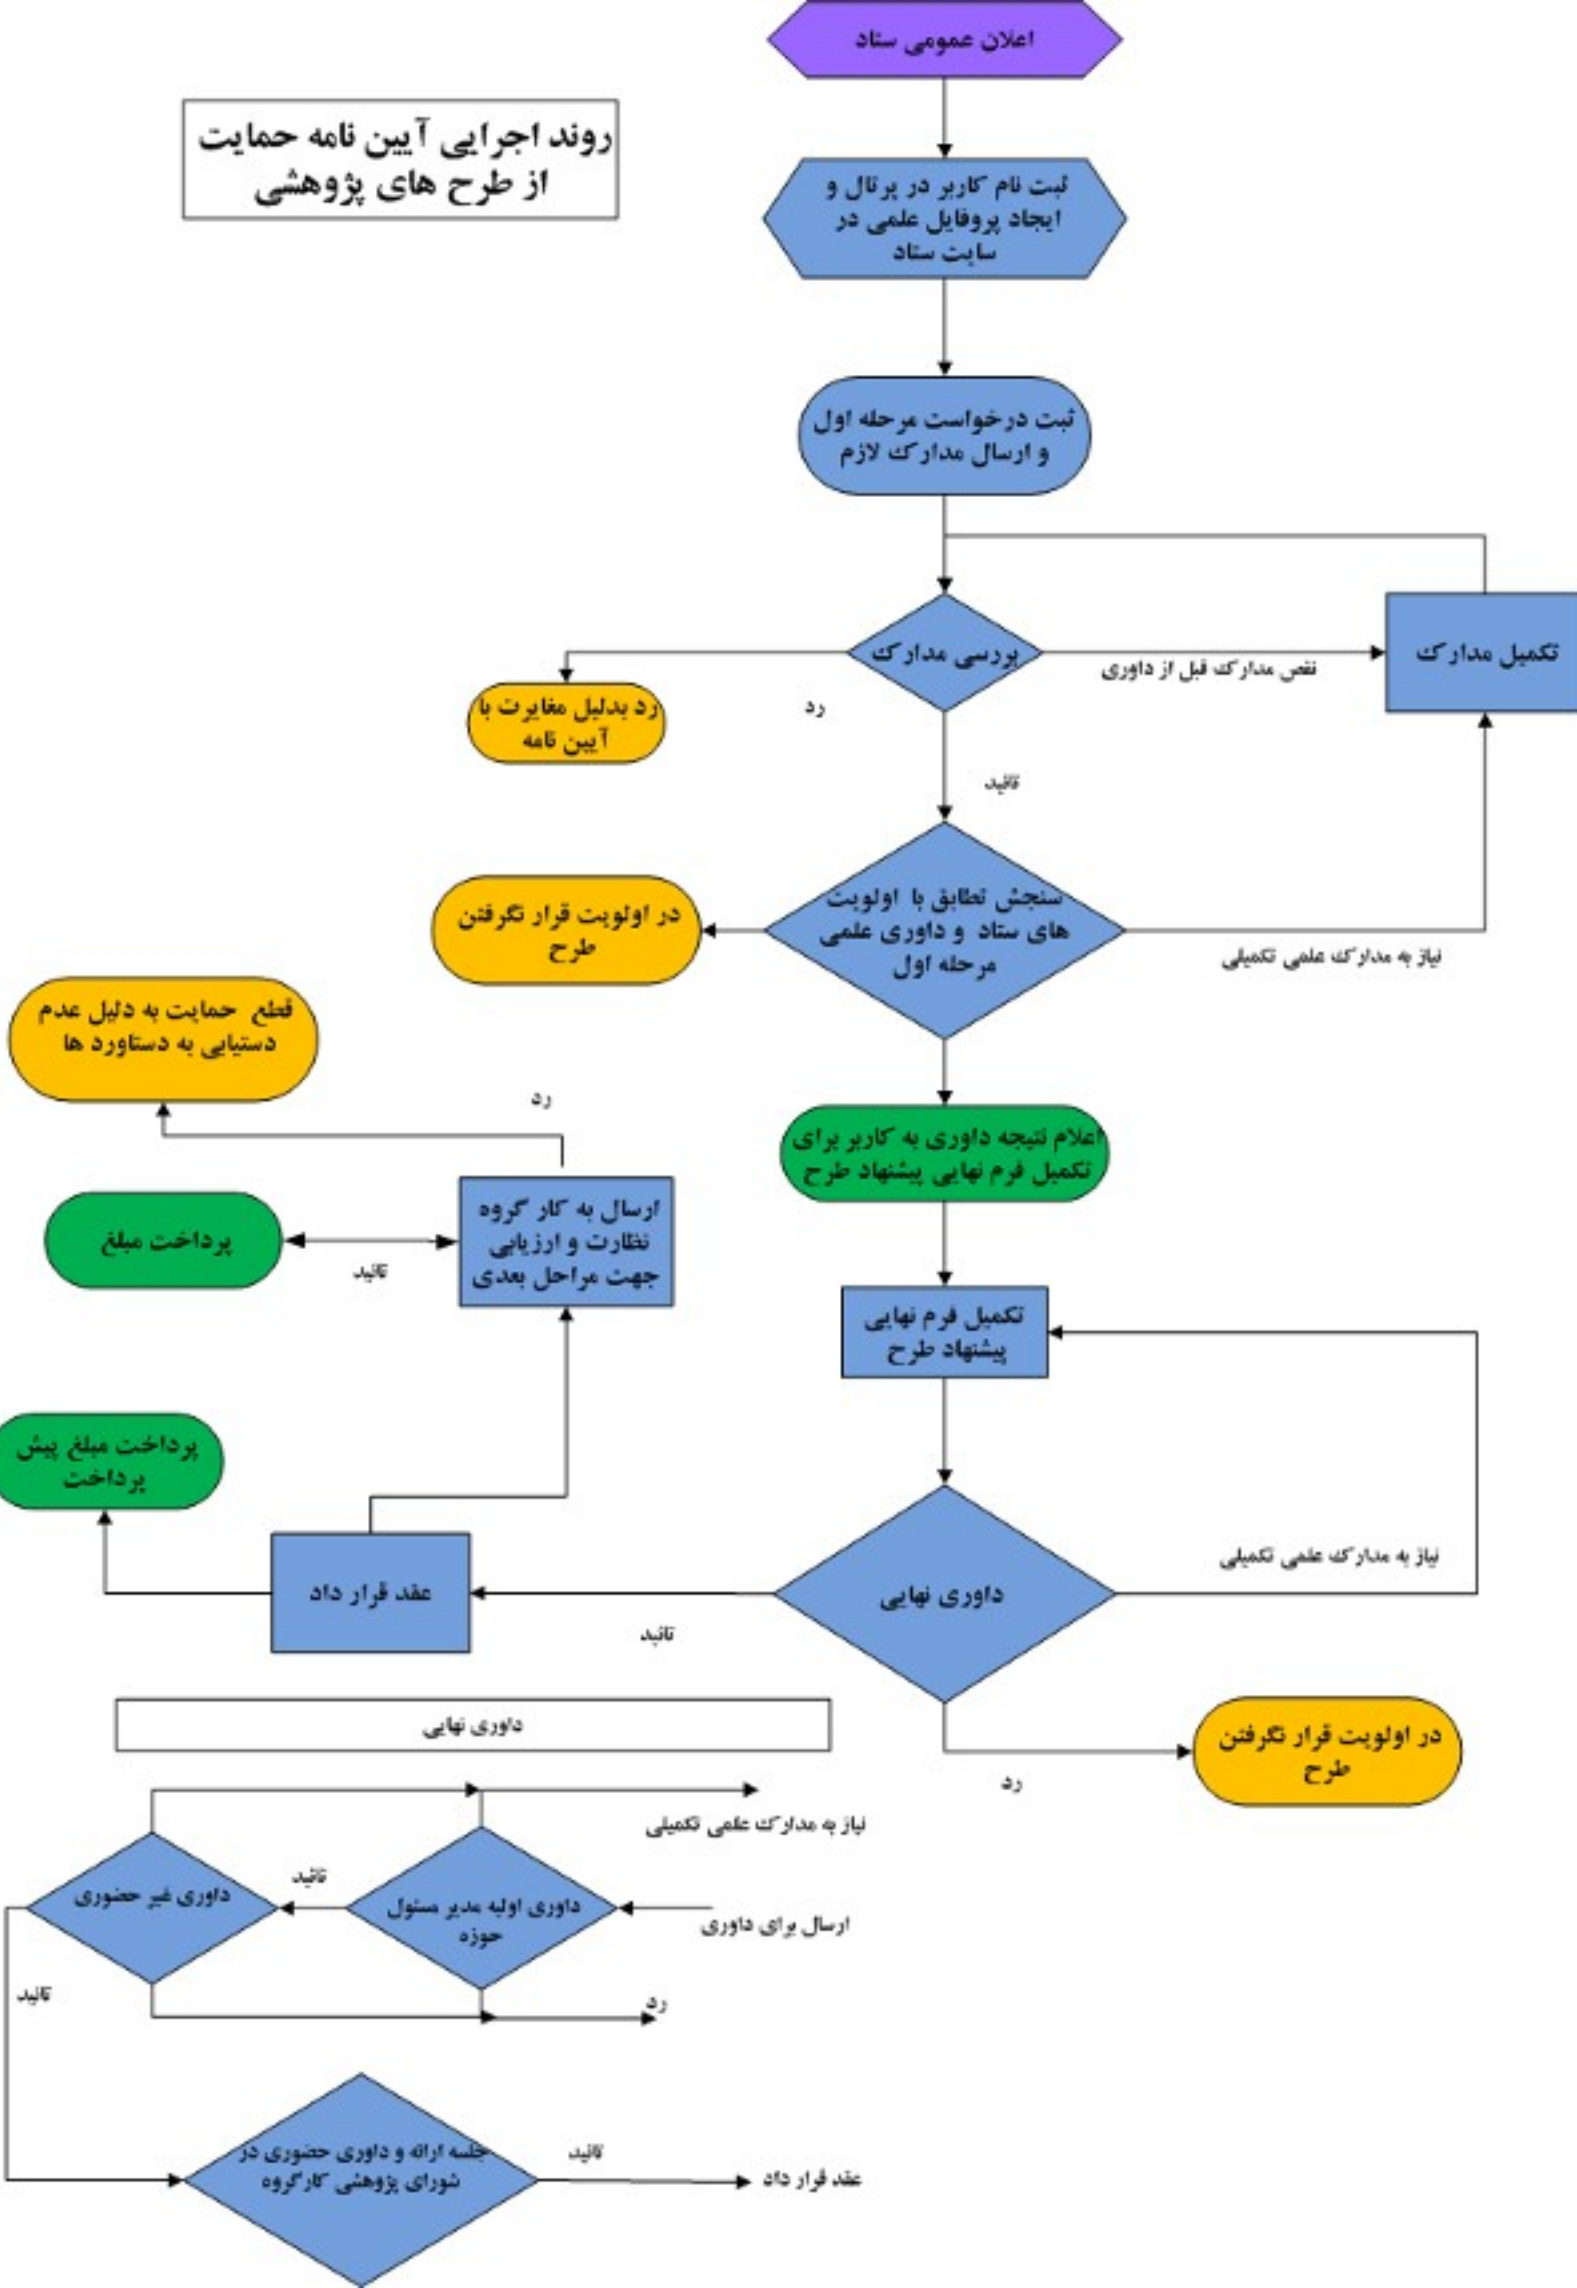 اعلان عمومی ستاد
روند اجرایی آیین نامه حمایت
از طرح های پژوهشی
ثبت نام کاربر در پرتال و
ایجاد پروفایل علمی در
سایت ستاد
ثبت درخواست مرحله اول
و ارسال مدارک لازم
بررسی مدارک
نقص مدارک قبل از داوری
تکمیل مدارک
رد
رد بدلیل مغایرت با
آیین نامه
تائید
سنجش تطابق با اولویت
های ستاد و داوری علمی
مرحله اول
در اولویت قرار نگرفتن
طرح
نیاز به مدارک علمی تکمیلی
قطع حمایت به دلیل عدم
دستیابی به دستاورد ها
رد
اعلام نتیجه داوری به کاربر برای
تکمیل فرم نهایی پیشنهاد طرح
ارسال به کار گروه
نظارت و ارزیابی
جهت مراحل بعدی
پرداخت مبلغ
تائید
تکمیل فرم نهایی
پیشنهاد طرح
پرداخت مبلغ پیش
پرداخت
نیاز به مدارک علمی تکمیلی
داوری نهایی
عقد قرار داد
تائید
داوری نهایی
در اولویت قرار نگرفتن
طرح
رد
نیاز به مدارک علمی تکمیلی
تائید
داوری غیر حضوری
داوری اولیه مدیر مسئول
حوزه
ارسال برای داوری
تائید
رد
جلسه ارائه و داوری حضوری در
شورای پژوهشی کارگروه
تائید
عقد قرار داد